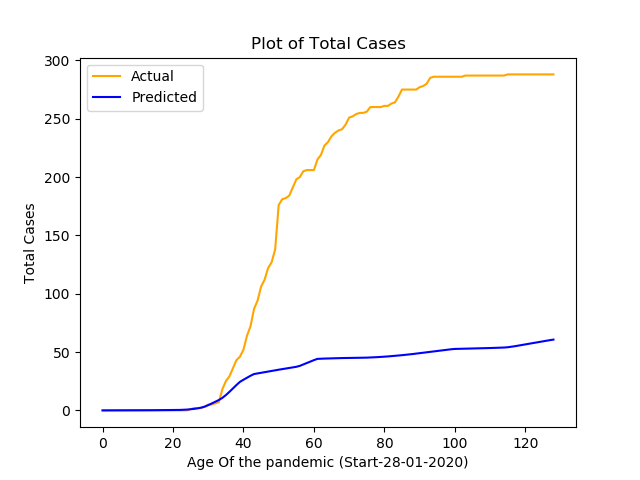 Plot of Total Cases
Actual
Predicted
300
250
200
150
100
50
0
Total Cases
0 20 40 60 80 100 120
Age Of the pandemic (Start-28-01-2020)